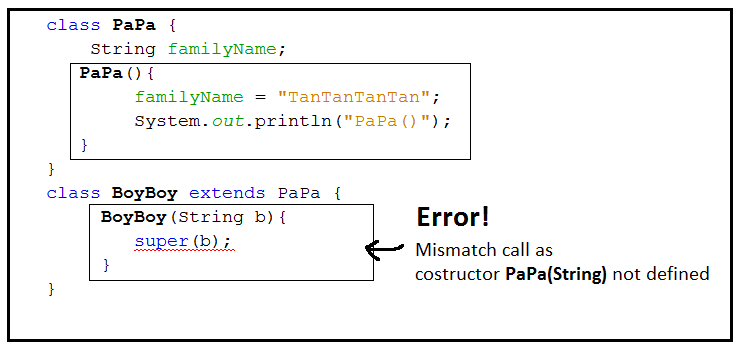 class PaPa {
String familyName;
PaPa(){
familyName = "TanTanTanTan";
System.out.println("PaPa()");
}
}
class BoyBoy extends PaPa {
BoyBoy(String b){
super(b);
}
}
Error!
Mismatch call as
costructor PaPa(String) not defined